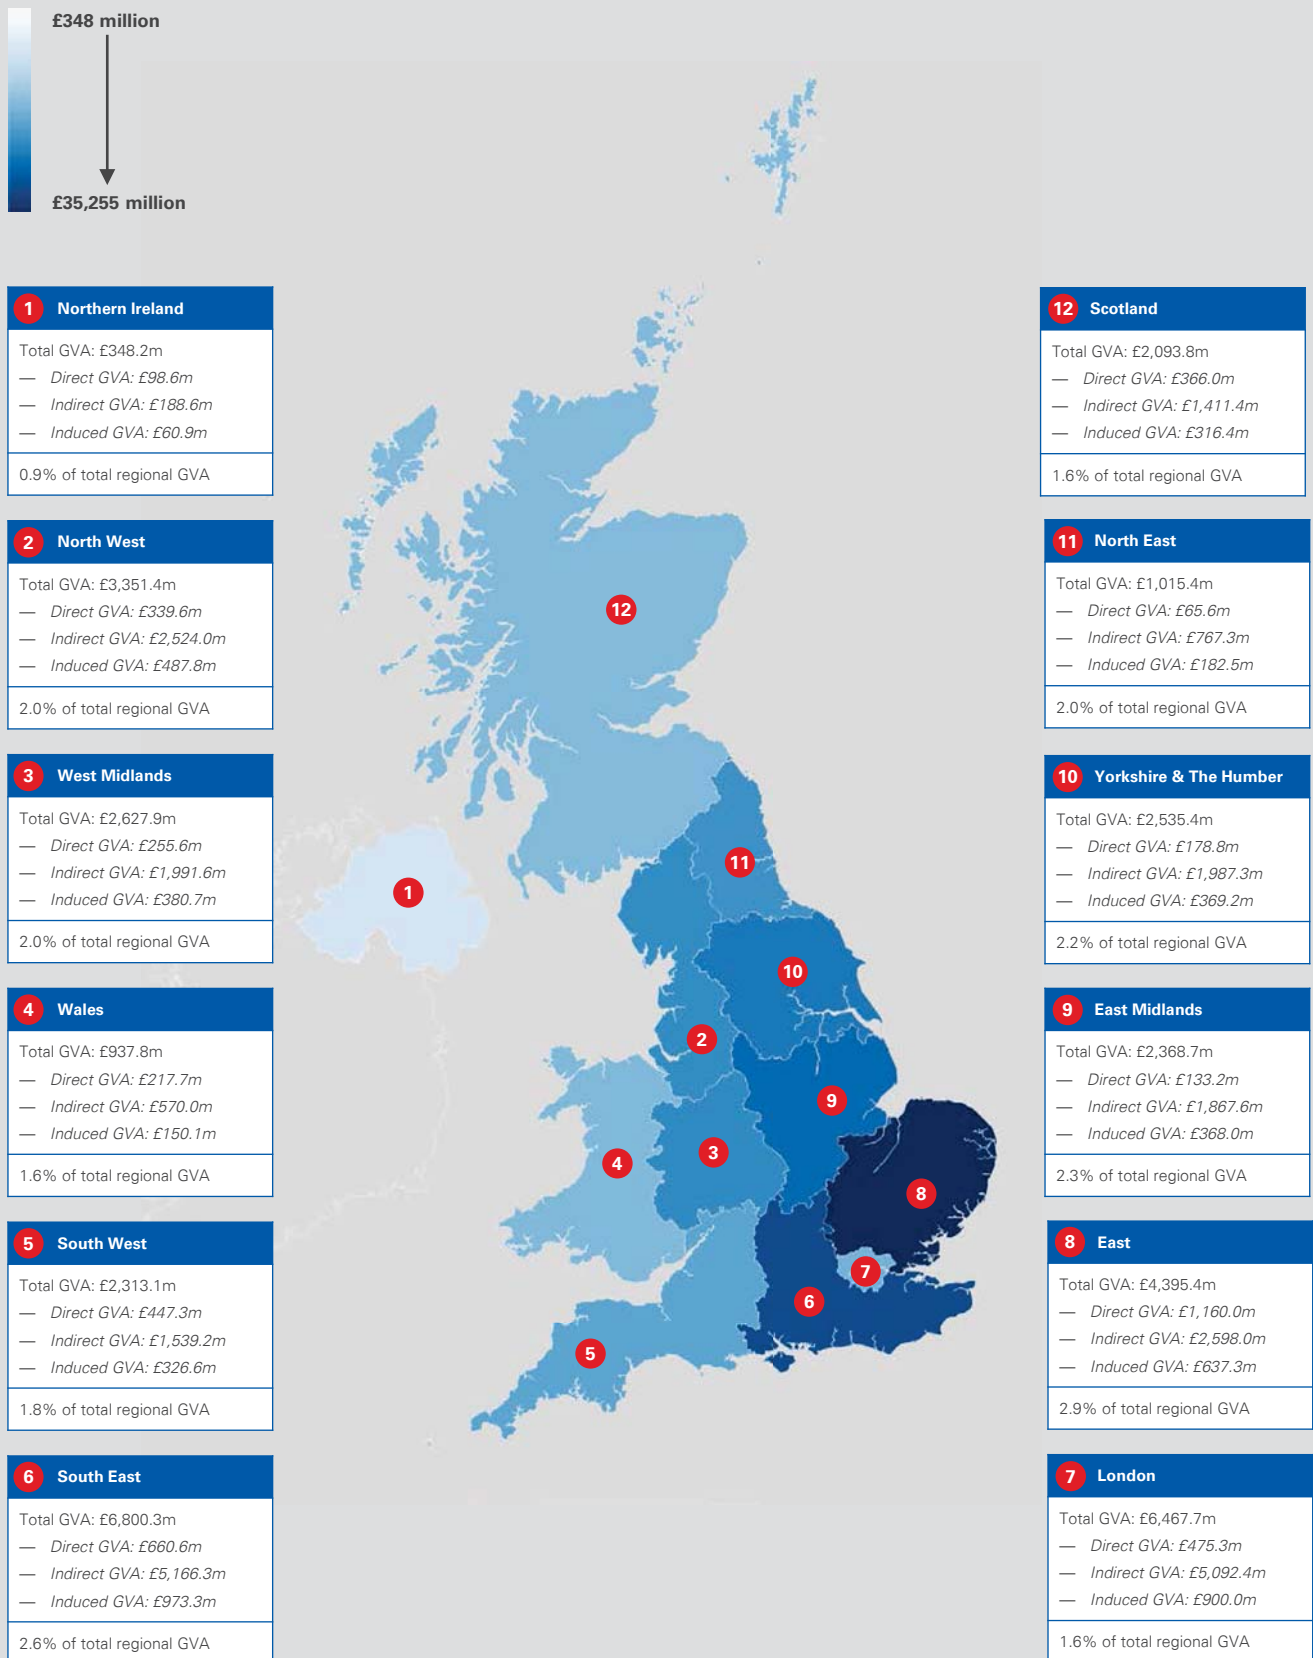 £348 million
£35,255 million
1 Northern Ireland
Total GVA: £348.2m
— Direct GVA: £98.6m
— Indirect GVA: £188.6m
— Induced GVA: £60.9m
0.9% of total regional GVA
2 North West
Total GVA: £3,351.4m
— Direct GVA: £339.6m
— Indirect GVA: £2,524.0m
— Induced GVA: £487.8m
2.0% of total regional GVA
3 West Midlands
Total GVA: £2,627.9m
— Direct GVA: £255.6m
— Indirect GVA: £1,991.6m
— Induced GVA: £380.7m
2.0% of total regional GVA
4 Wales
Total GVA: £937.8m
— Direct GVA: £217.7m
— Indirect GVA: £570.0m
— Induced GVA: £150.1m
1.6% of total regional GVA
5 South West
Total GVA: £2,313.1m
— Direct GVA: £447.3m
— Indirect GVA: £1,539.2m
— Induced GVA: £326.6m
1.8% of total regional GVA
6 South East
Total GVA: £6,800.3m
— Direct GVA: £660.6m
— Indirect GVA: £5,166.3m
— Induced GVA: £973.3m
2.6% of total regional GVA
12
11
1
10
2
9
3
4
8
7
6
5
12 Scotland
Total GVA: £2,093.8m
— Direct GVA: £366.0m
— Indirect GVA: £1,411.4m
— Induced GVA: £316.4m
1.6% of total regional GVA
11 North East
Total GVA: £1,015.4m
— Direct GVA: £65.6m
— Indirect GVA: £767.3m
— Induced GVA: £182.5m
2.0% of total regional GVA
10 Yorkshire & The Humber
Total GVA: £2,535.4m
— Direct GVA: £178.8m
— Indirect GVA: £1,987.3m
— Induced GVA: £369.2m
2.2% of total regional GVA
9 East Midlands
Total GVA: £2,368.7m
— Direct GVA: £133.2m
— Indirect GVA: £1,867.6m
— Induced GVA: £368.0m
2.3% of total regional GVA
8 East
Total GVA: £4,395.4m
— Direct GVA: £1,160.0m
— Indirect GVA: £2,598.0m
— Induced GVA: £637.3m
2.9% of total regional GVA
7 London
Total GVA: £6,467.7m
— Direct GVA: £475.3m
— Indirect GVA: £5,092.4m
— Induced GVA: £900.0m
1.6% of total regional GVA